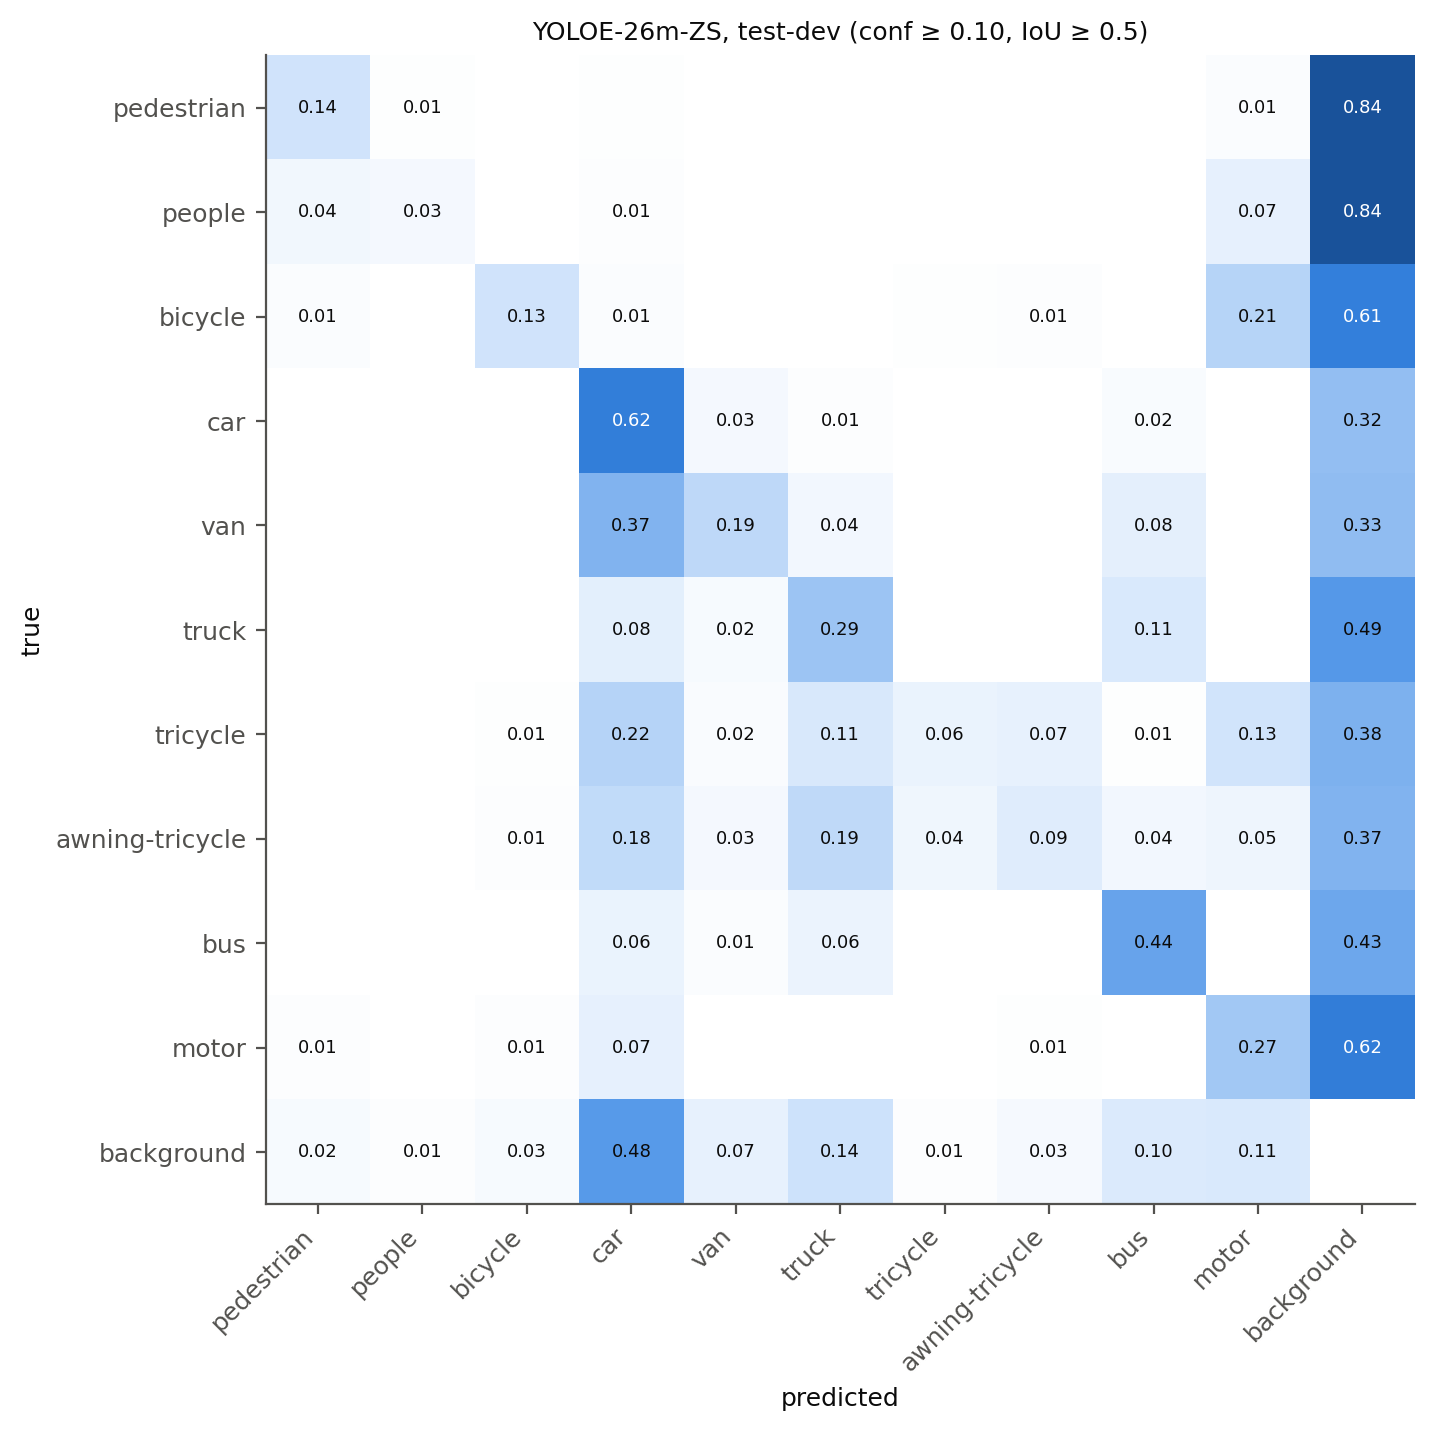 YOLOE-26m-ZS, test-dev (conf ≥ 0.10, IoU ≥ 0.5)
pedestrian 0.14 0.01 0.01 0.84
people 0.04 0.03 0.01 0.07 0.84
bicycle 0.01 0.13 0.01 0.01 0.21 0.61
car 0.62 0.03 0.01 0.02 0.32
van 0.37 0.19 0.04 0.08 0.33
truck 0.08 0.02 0.29 0.11 0.49
tricycle 0.01 0.22 0.02 0.11 0.06 0.07 0.01 0.13 0.38
awning-tricycle 0.01 0.18 0.03 0.19 0.04 0.09 0.04 0.05 0.37
bus 0.06 0.01 0.06 0.44 0.43
motor 0.01 0.01 0.07 0.01 0.27 0.62
background 0.02 0.01 0.03 0.48 0.07 0.14 0.01 0.03 0.10 0.11
true
pedestrian people bicycle car van truck tricycle awning-tricycle bus motor background
predicted